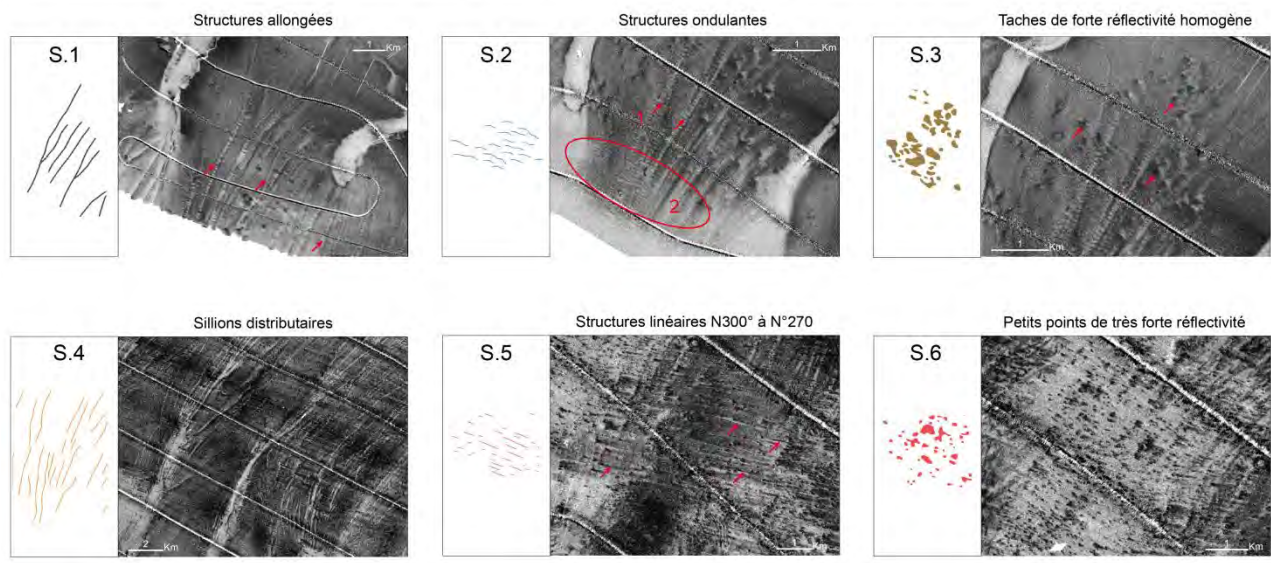 Structures allongées
S.1
1
Km
Structures ondulantes
S.2
1
Km
1
2
Taches de forte réflectivité homogène
S.3
1
Km
Sillions distributaires
S.4
2
Km
Structures linéaires N300° à N°270
S.5
1
Km
Petits points de très forte réflectivité
S.6
1
Km